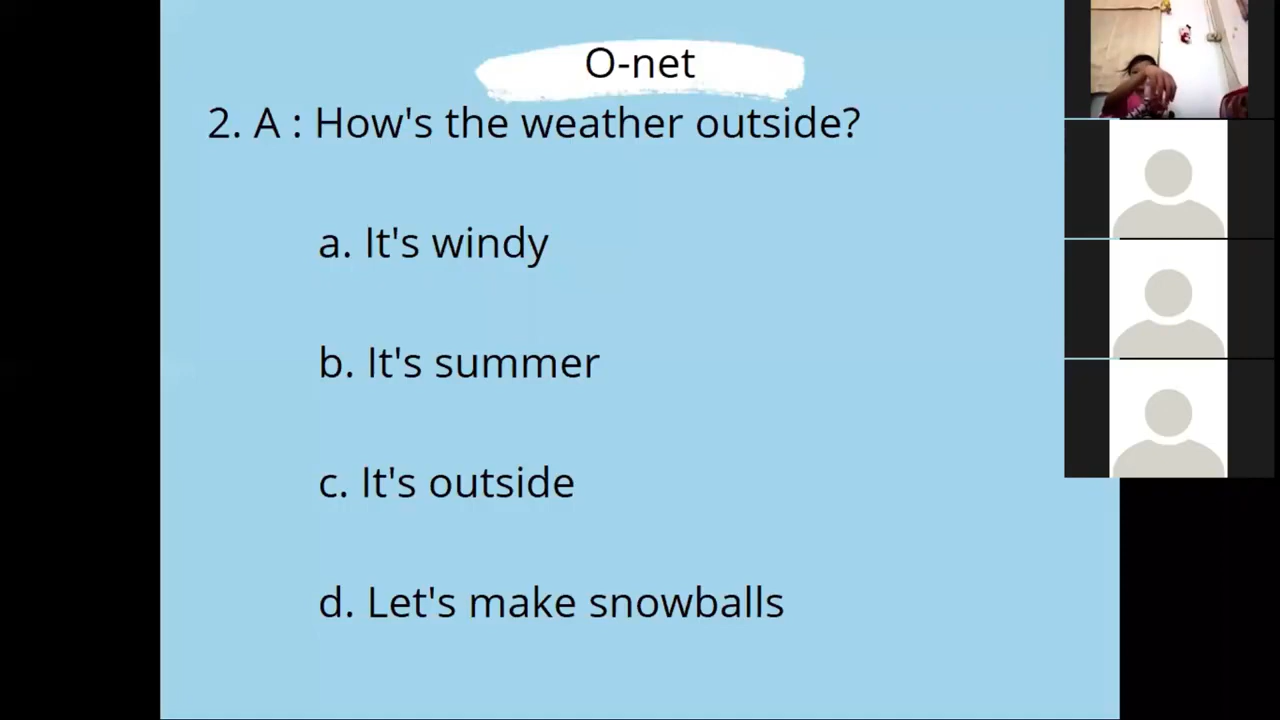 O-net
2. A : How's the weather outside?
a. It's windy
b. It's summer
c. It's outside
d. Let's make snowballs